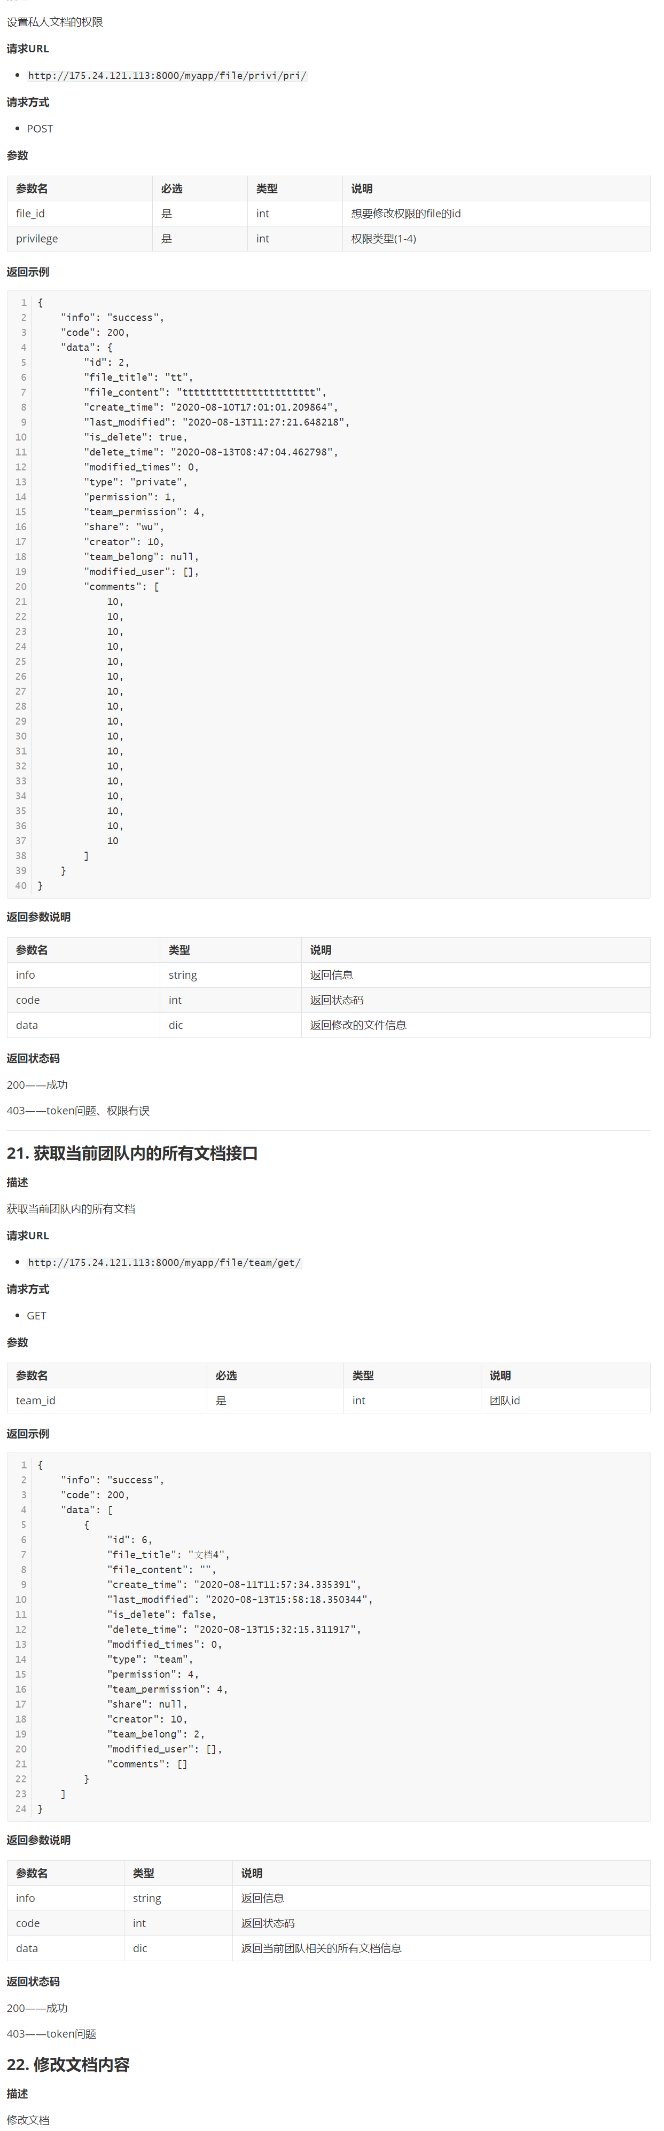 设置私人文档的权限
请求URL
• http://175.24.121.113:8000/myapp/file/privi/pri/
请求方式
• POST
参数
参数名 必选 类型 说明
file_id 是 int 想要修改权限的file的id
privilege 是 int 权限类型(1-4)
返回示例
1 {
2 "info": "success",
3 "code": 200,
4 "data": {
5 "id": 2,
6 "file_title": "tt",
7 "file_content": "ttttttttttttttttttttttt",
8 "create_time": "2020-08-10T17:01:01.209864",
9 "last_modified": "2020-08-13T11:27:21.648218",
10 "is_delete": true,
11 "delete_time": "2020-08-13T08:47:04.462798",
12 "modified_times": 0,
13 "type": "private",
14 "permission": 1,
15 "team_permission": 4,
16 "share": "wu",
17 "creator": 10,
18 "team_belong": null,
19 "modified_user": [],
20 "comments": [
21 10,
22 10,
23 10,
24 10,
25 10,
26 10,
27 10,
28 10,
29 10,
30 10,
31 10,
32 10,
33 10,
34 10,
35 10,
36 10,
37 10
38 ]
39 }
40 }
返回参数说明
参数名 类型 说明
info string 返回信息
code int 返回状态码
data dic 返回修改的文件信息
返回状态码
200——成功
403——token问题、权限有误
21. 获取当前团队内的所有文档接口
描述
获取当前团队内的所有文档
请求URL
• http://175.24.121.113:8000/myapp/file/team/get/
请求方式
• GET
参数
参数名 必选 类型 说明
team_id 是 int 团队id
返回示例
1 {
2 "info": "success",
3 "code": 200,
4 "data": [
5 {
6 "id": 6,
7 "file_title": "文档4",
8 "file_content": "",
9 "create_time": "2020-08-11T11:57:34.335391",
10 "last_modified": "2020-08-13T15:58:18.350344",
11 "is_delete": false,
12 "delete_time": "2020-08-13T15:32:15.311917",
13 "modified_times": 0,
14 "type": "team",
15 "permission": 4,
16 "team_permission": 4,
17 "share": null,
18 "creator": 10,
19 "team_belong": 2,
20 "modified_user": [],
21 "comments": []
22 }
23 ]
24 }
返回参数说明
参数名 类型 说明
info string 返回信息
code int 返回状态码
data dic 返回当前团队相关的所有文档信息
返回状态码
200——成功
403——token问题
22. 修改文档内容
描述
修改文档